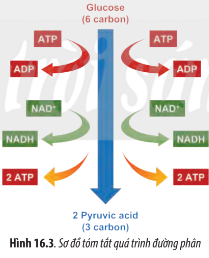 Glucose
(6 carbon)
ATP ATP
ADP ADP
NAD⁺ NAD⁺
NADH NADH
2 ATP 2 ATP
2 Pyruvic acid
(3 carbon)
Hình 16.3. Sơ đồ tóm tắt quá trình đường phân